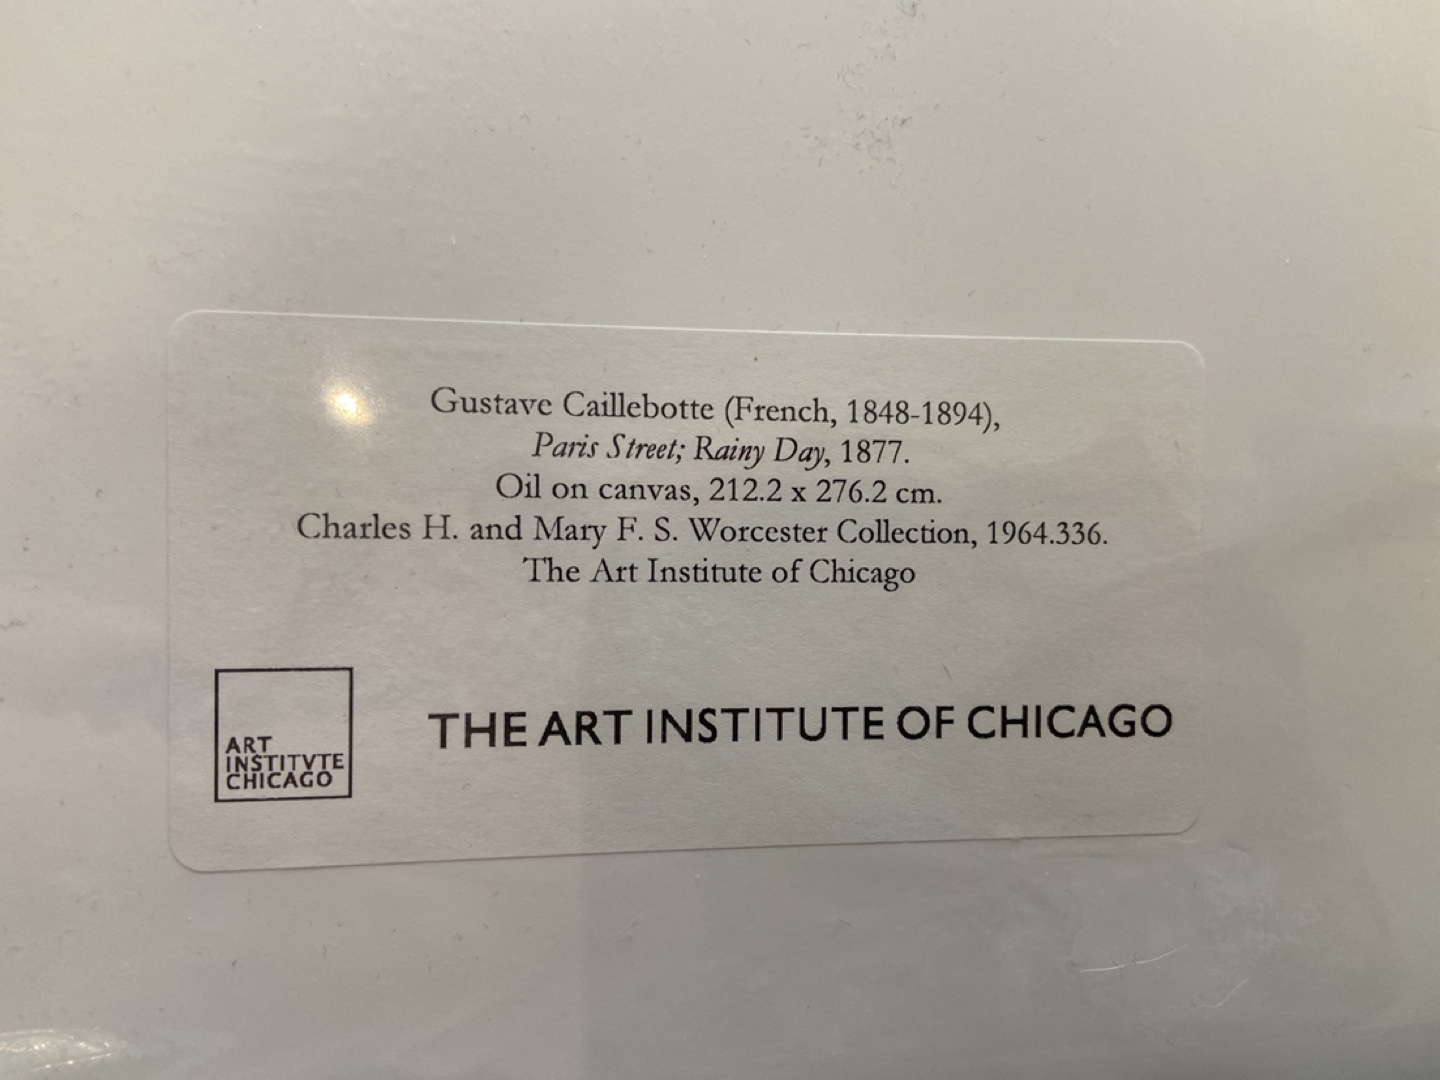 Gustave Caillebotte (French, 1848-1894),
Paris Street; Rainy Day, 1877.
Oil on canvas, 212.2 x 276.2 cm.
Charles H. and Mary F. S. Worcester Collection, 1964.336.
The Art Institute of Chicago
ART
INSTITVTE
CHICAGO
THE ART INSTITUTE OF CHICAGO